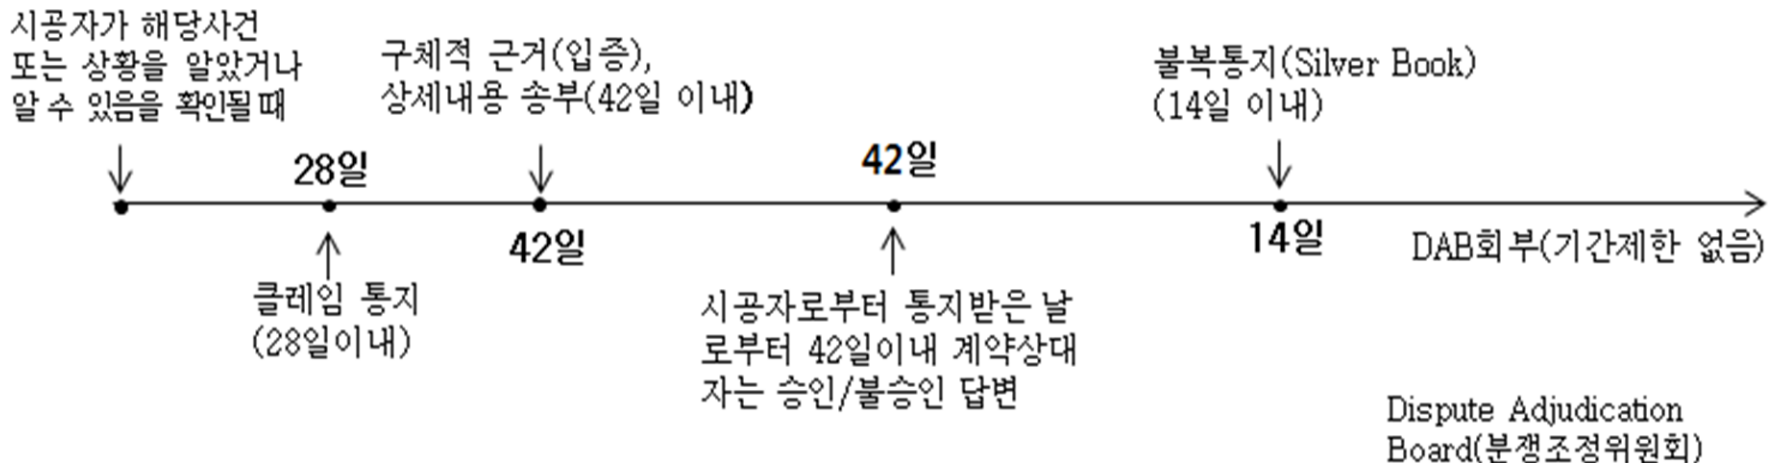 시공자가 해당사건
또는 상황을 알았거나
알 수 있음을 확인될때
구체적 근거(입증),
상세내용 송부(42일 이내)
불복통지(Silver Book)
(14일 이내)
28일
42일
42일
14일
DAB회부(기간제한 없음)
클레임 통지
(28일이내)
시공자로부터 통지받은 날
로부터 42일이내 계약상대
자는 승인/불승인 답변
Dispute Adjudication
Board(분쟁조정위원회)